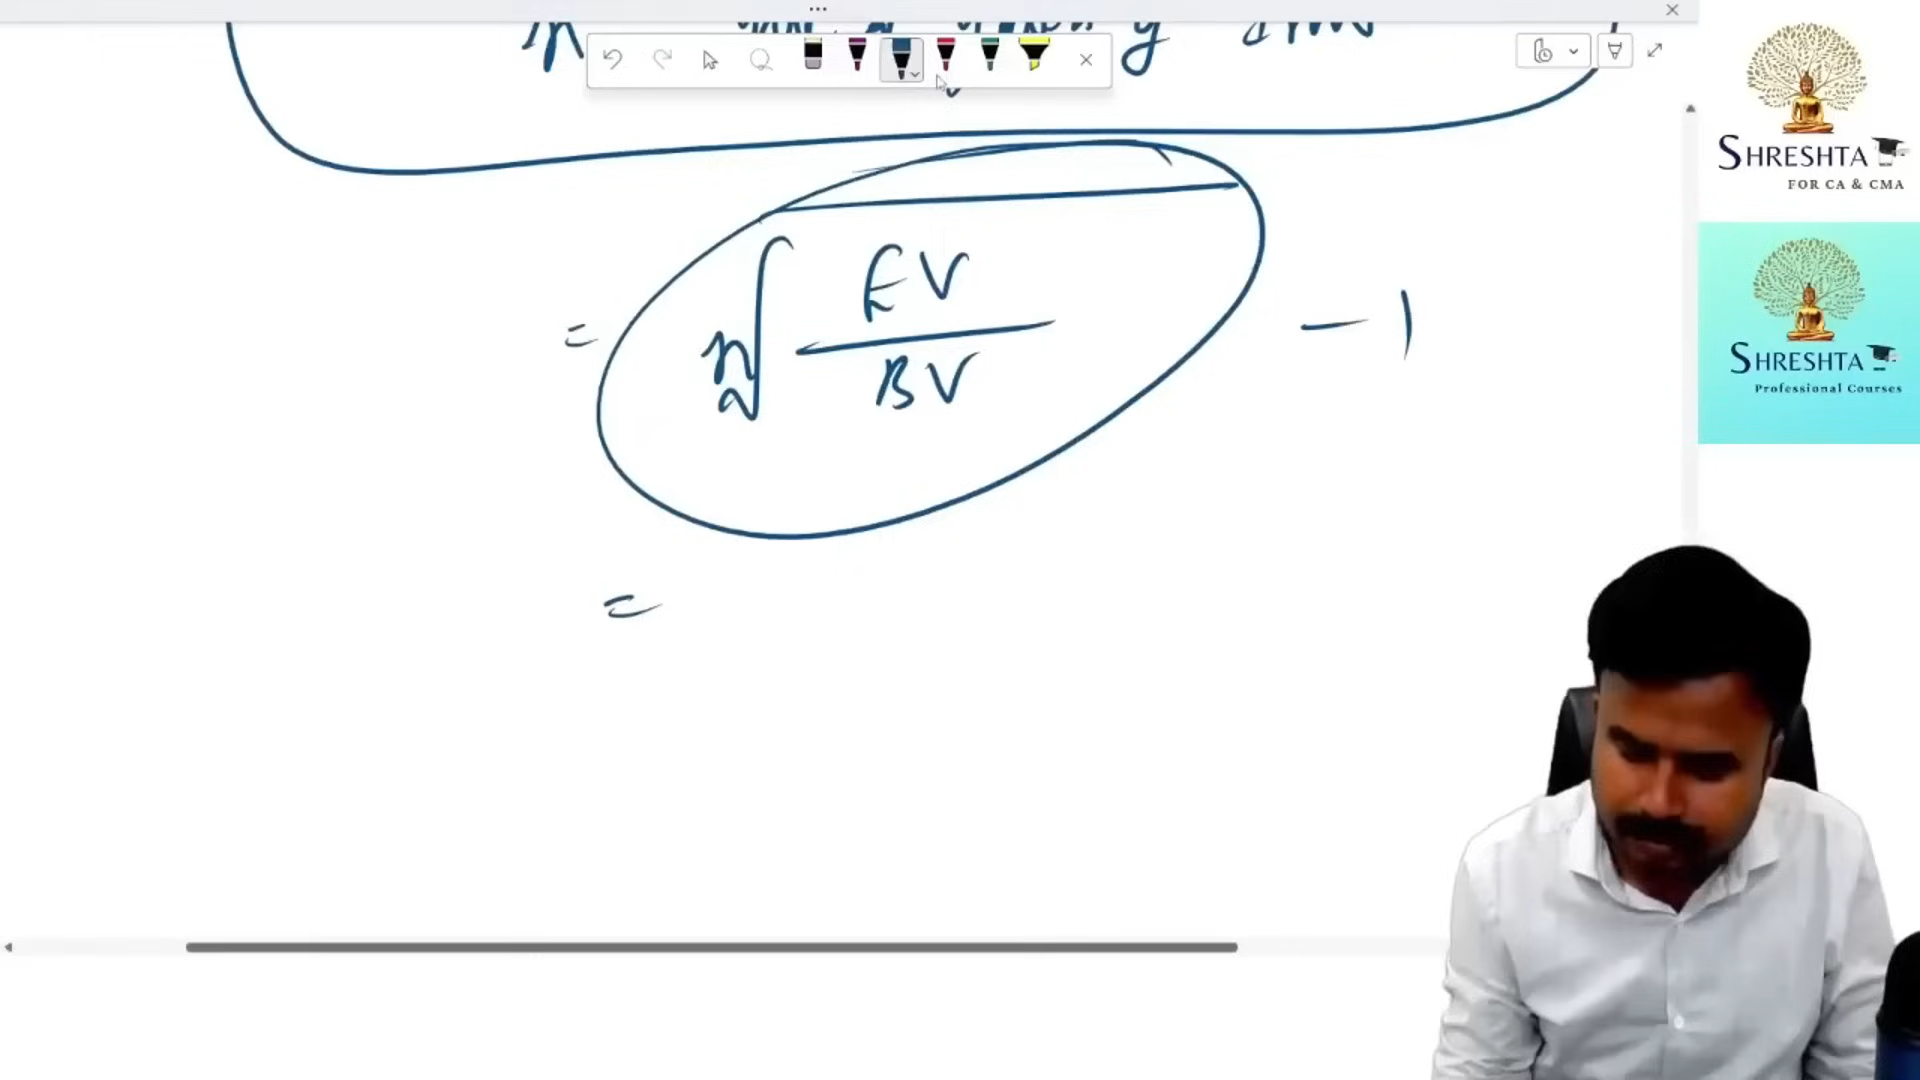 SHRESHTA
FOR CA & CMA
= n√ EV / BV - 1
SHRESHTA
Professional Courses
=